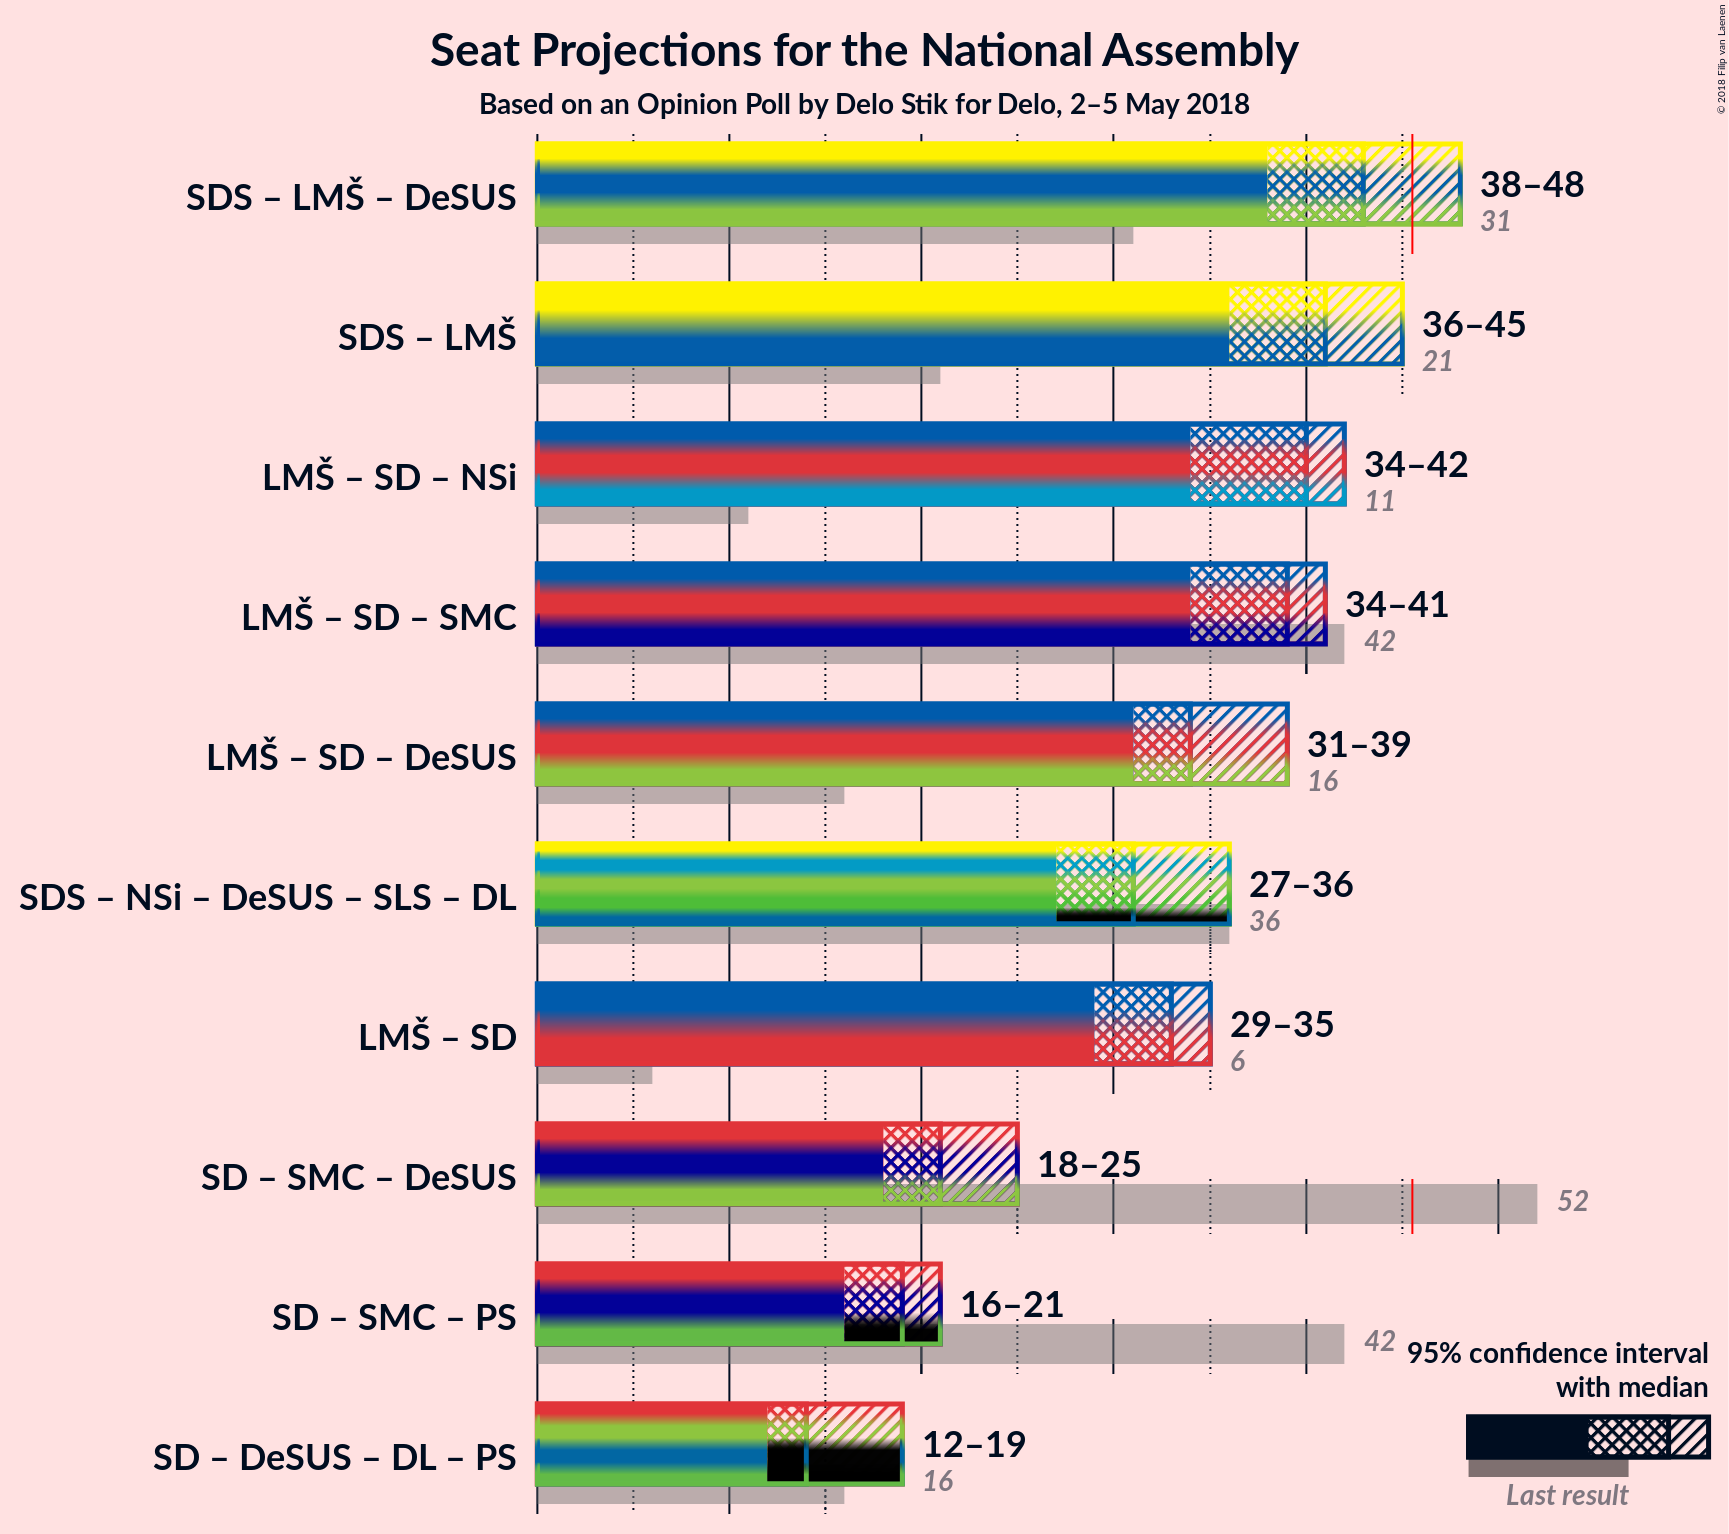 Seat Projections for the National Assembly
Based on an Opinion Poll by Delo Stik for Delo, 2–5 May 2018
© 2018 Filip van Laenen
SDS – LMŠ – DeSUS
38–48
31
SDS – LMŠ
36–45
21
LMŠ – SD – NSi
34–42
11
LMŠ – SD – SMC
34–41
42
LMŠ – SD – DeSUS
31–39
16
SDS – NSi – DeSUS – SLS – DL
27–36
36
LMŠ – SD
29–35
6
SD – SMC – DeSUS
18–25
52
SD – SMC – PS
16–21
42
SD – DeSUS – DL – PS
12–19
16
95% confidence interval
with median
Last result